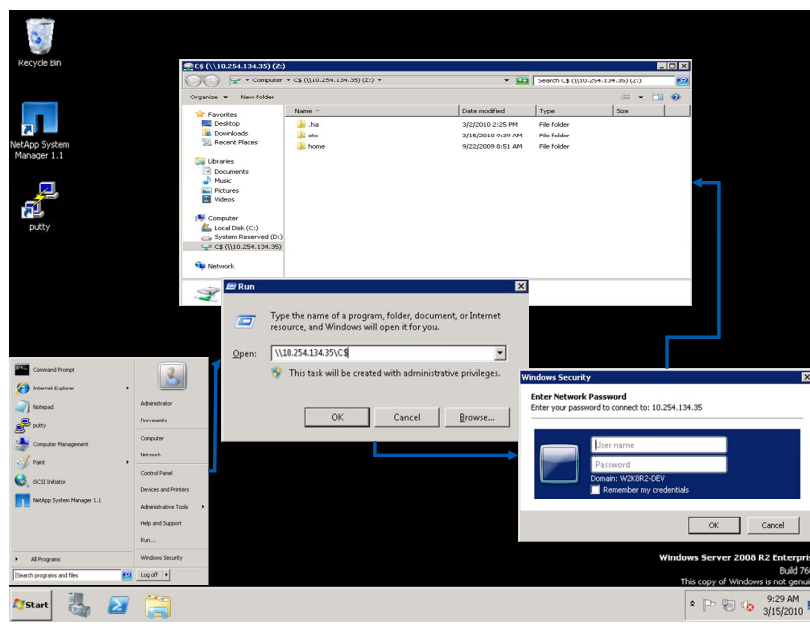 Recycle Bin
NetApp System
Manager 1.1
putty
C$ (\\10.254.134.35) (Z:)
Computer C$ (\\10.254.134.35) (Z:)
Search C$ (\\10.254.134.35) (Z:)
Organize New folder
Name Date modified Type Size
.ha 3/2/2010 2:25 PM File folder
etc 3/15/2010 9:39 AM File folder
home 9/22/2009 8:51 AM File folder
Favorites
Desktop
Downloads
Recent Places
Libraries
Documents
Music
Pictures
Videos
Computer
Local Disk (C:)
System Reserved (D:)
C$ (\\10.254.134.35)
Network
Run
Type the name of a program, folder, document, or Internet
resource, and Windows will open it for you.
Open: \\10.254.134.35\C$
This task will be created with administrative privileges.
OK Cancel Browse...
Command Prompt
Internet Explorer
Notepad
putty
Computer Management
Paint
iSCSI Initiator
NetApp System Manager 1.1
All Programs
Search programs and files
Administrator
Documents
Computer
Network
Control Panel
Devices and Printers
Administrative Tools
Help and Support
Run...
Windows Security
Log off
Windows Security
Enter Network Password
Enter your password to connect to: 10.254.134.35
User name
Password
Domain: W2K8R2-DEV
Remember my credentials
OK Cancel
Windows Server 2008 R2 Enterpri
Build 76
This copy of Windows is not genui
Start
9:29 AM
3/15/2010